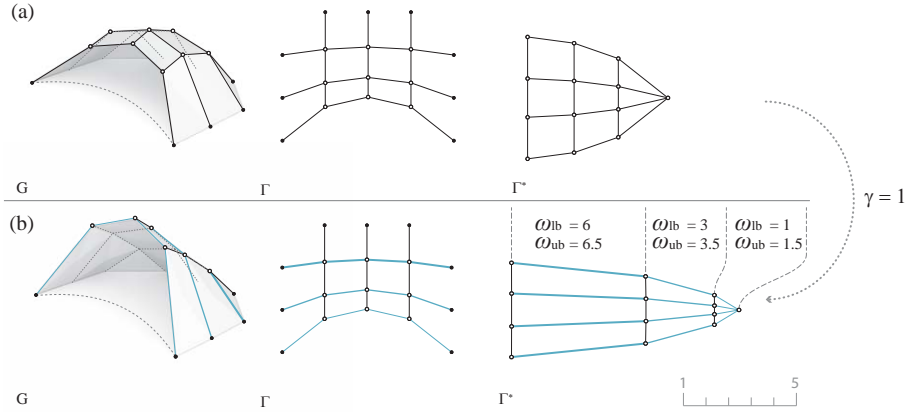 (a)
G Γ Γ*
γ = 1
(b)
ωlb = 6 ωlb = 3 ωlb = 1
ωub = 6.5 ωub = 3.5 ωub = 1.5
1 5
G Γ Γ*